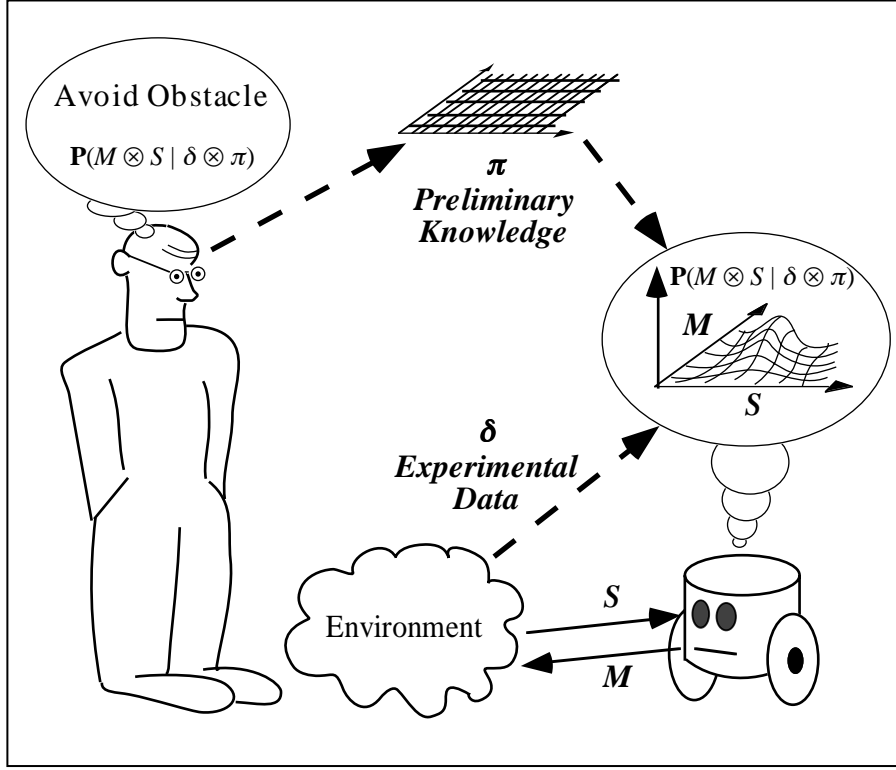 Avoid Obstacle
P(M ⊗ S | δ ⊗ π)
π
Preliminary
Knowledge
P(M ⊗ S | δ ⊗ π)
M
S
δ
Experimental
Data
Environment
S
M